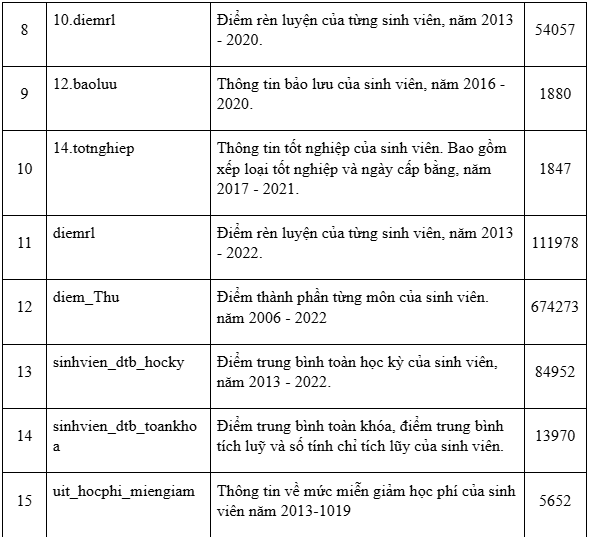 8 10.diemrl Điểm rèn luyện của từng sinh viên, năm 2013 54057
- 2020.
9 12.baoluu Thông tin bảo lưu của sinh viên, năm 2016 - 1880
2020.
10 14.totnghiep Thông tin tốt nghiệp của sinh viên. Bao gồm 1847
xếp loại tốt nghiệp và ngày cấp bằng, năm
2017 - 2021.
11 diemrl Điểm rèn luyện của từng sinh viên, năm 2013 111978
- 2022.
12 diem_Thu Điểm thành phần từng môn của sinh viên. 674273
năm 2006 - 2022
13 sinhvien_dtb_hocky Điểm trung bình toàn học kỳ của sinh viên, 84952
năm 2013 - 2022.
14 sinhvien_dtb_toankho Điểm trung bình toàn khóa, điểm trung bình 13970
a tích luỹ và số tính chỉ tích lũy của sinh viên.
15 uit_hocphi_miengiam Thông tin về mức miễn giảm học phí của sinh 5652
viên năm 2013-1019